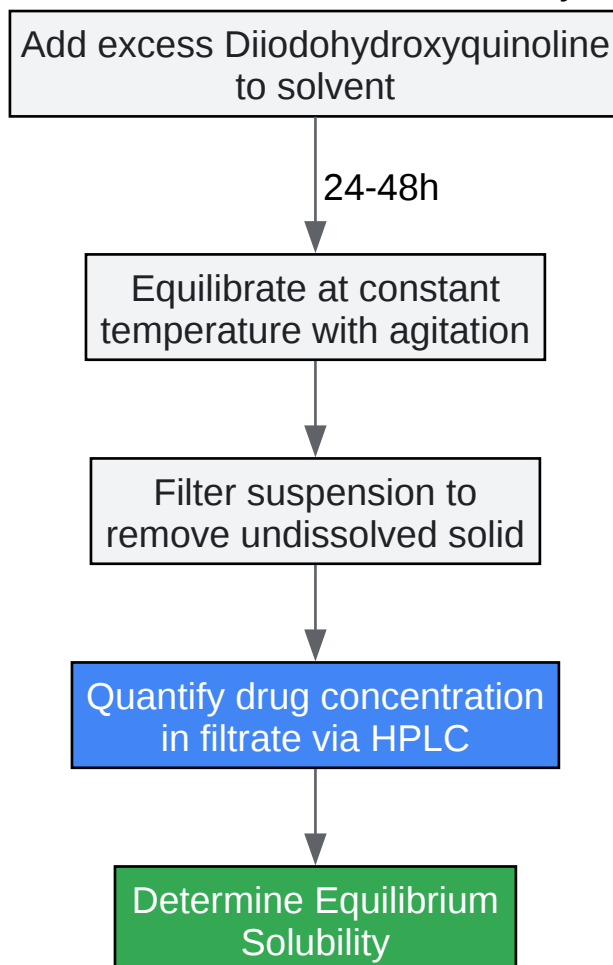 Add excess Diiodohydroxyquinoline
to solvent
24-48h
Equilibrate at constant
temperature with agitation
Filter suspension to
remove undissolved solid
Quantify drug concentration
in filtrate via HPLC
Determine Equilibrium
Solubility